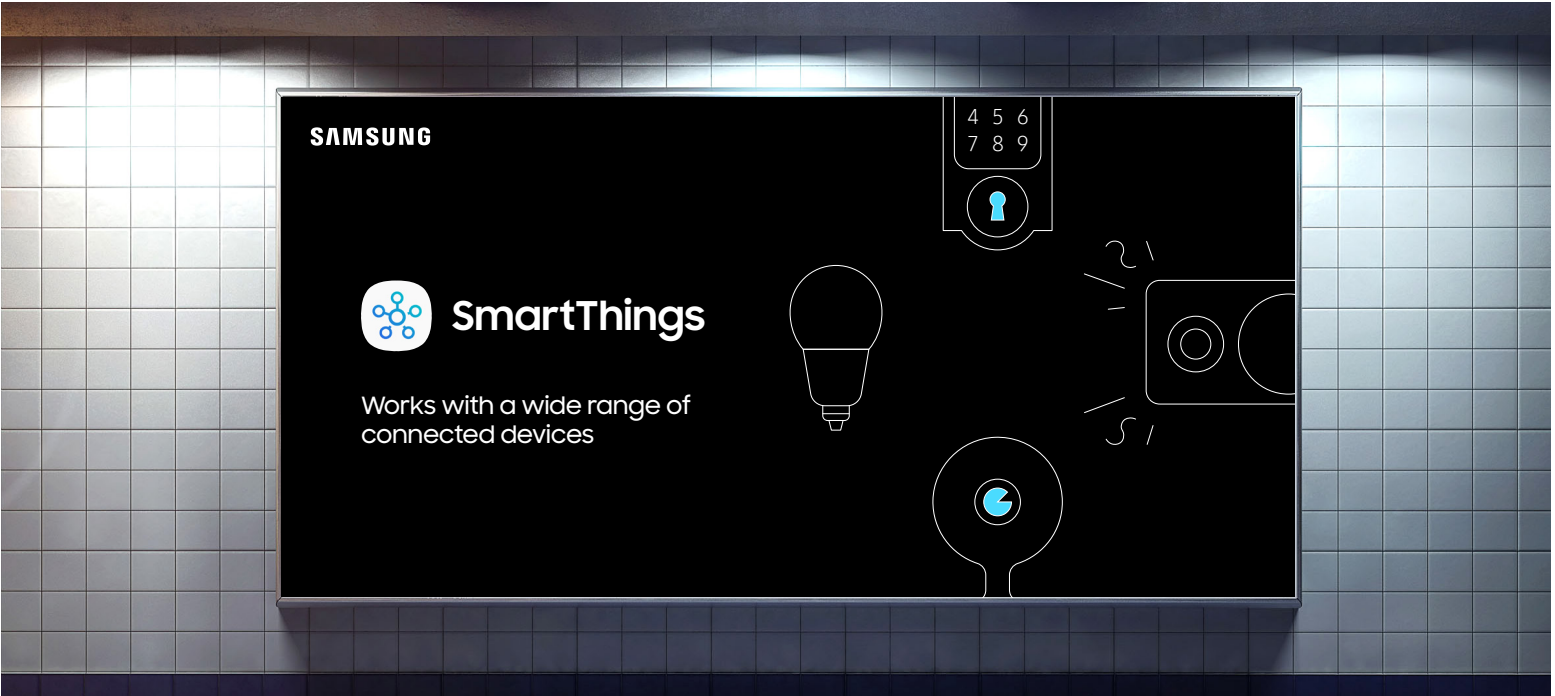 SAMSUNG
4 5 6
7 8 9
SmartThings
Works with a wide range of
connected devices